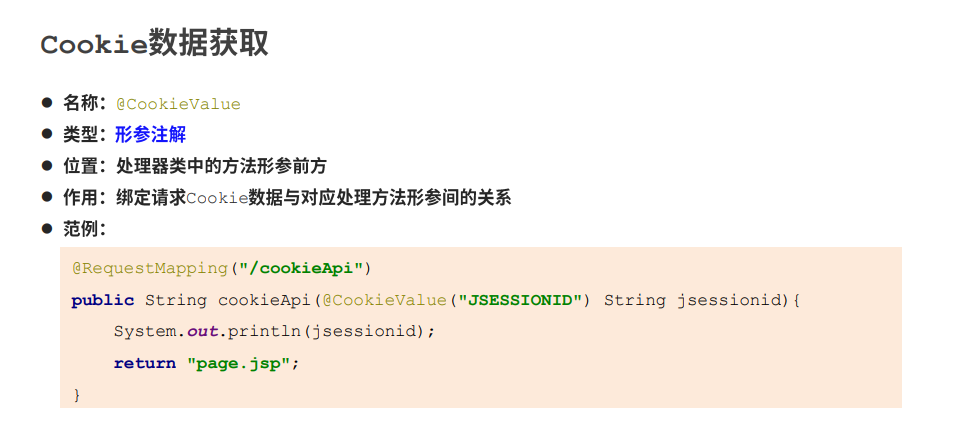 Cookie数据获取
● 名称：@CookieValue
● 类型：形参注解
● 位置：处理器类中的方法形参前方
● 作用：绑定请求Cookie数据与对应处理方法形参间的关系
● 范例：
@RequestMapping("/cookieApi")
public String cookieApi(@CookieValue("JSESSIONID") String jsessionid){
    System.out.println(jsessionid);
    return "page.jsp";
}